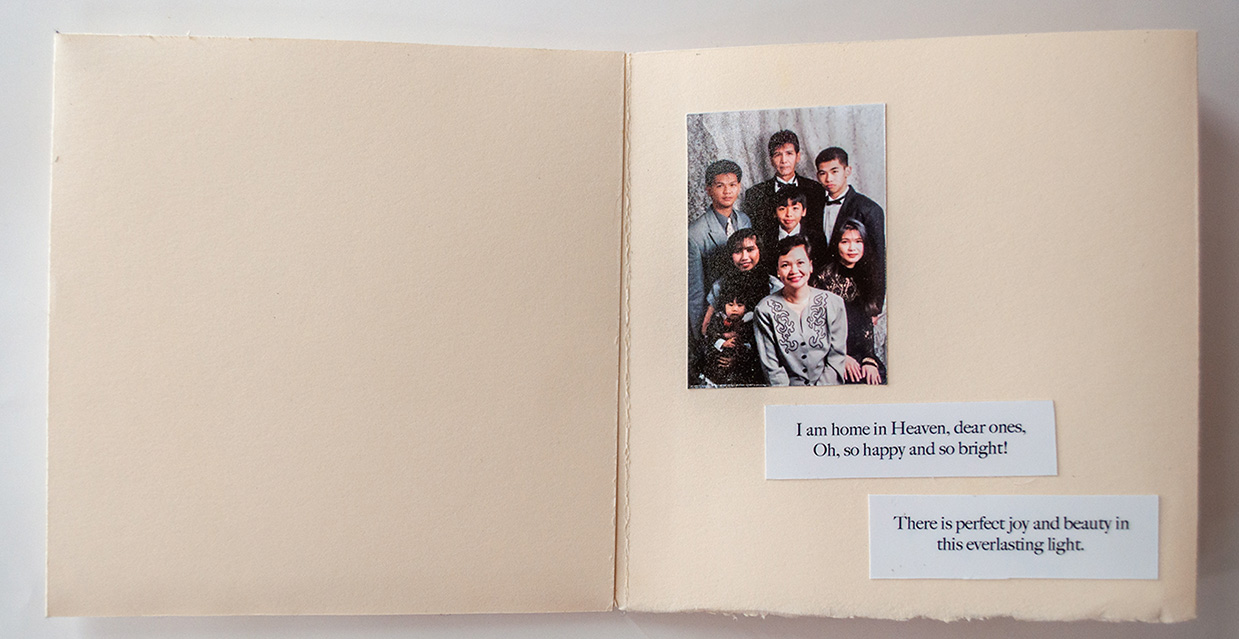 I am home in Heaven, dear ones,
Oh, so happy and so bright!
There is perfect joy and beauty in
this everlasting light.